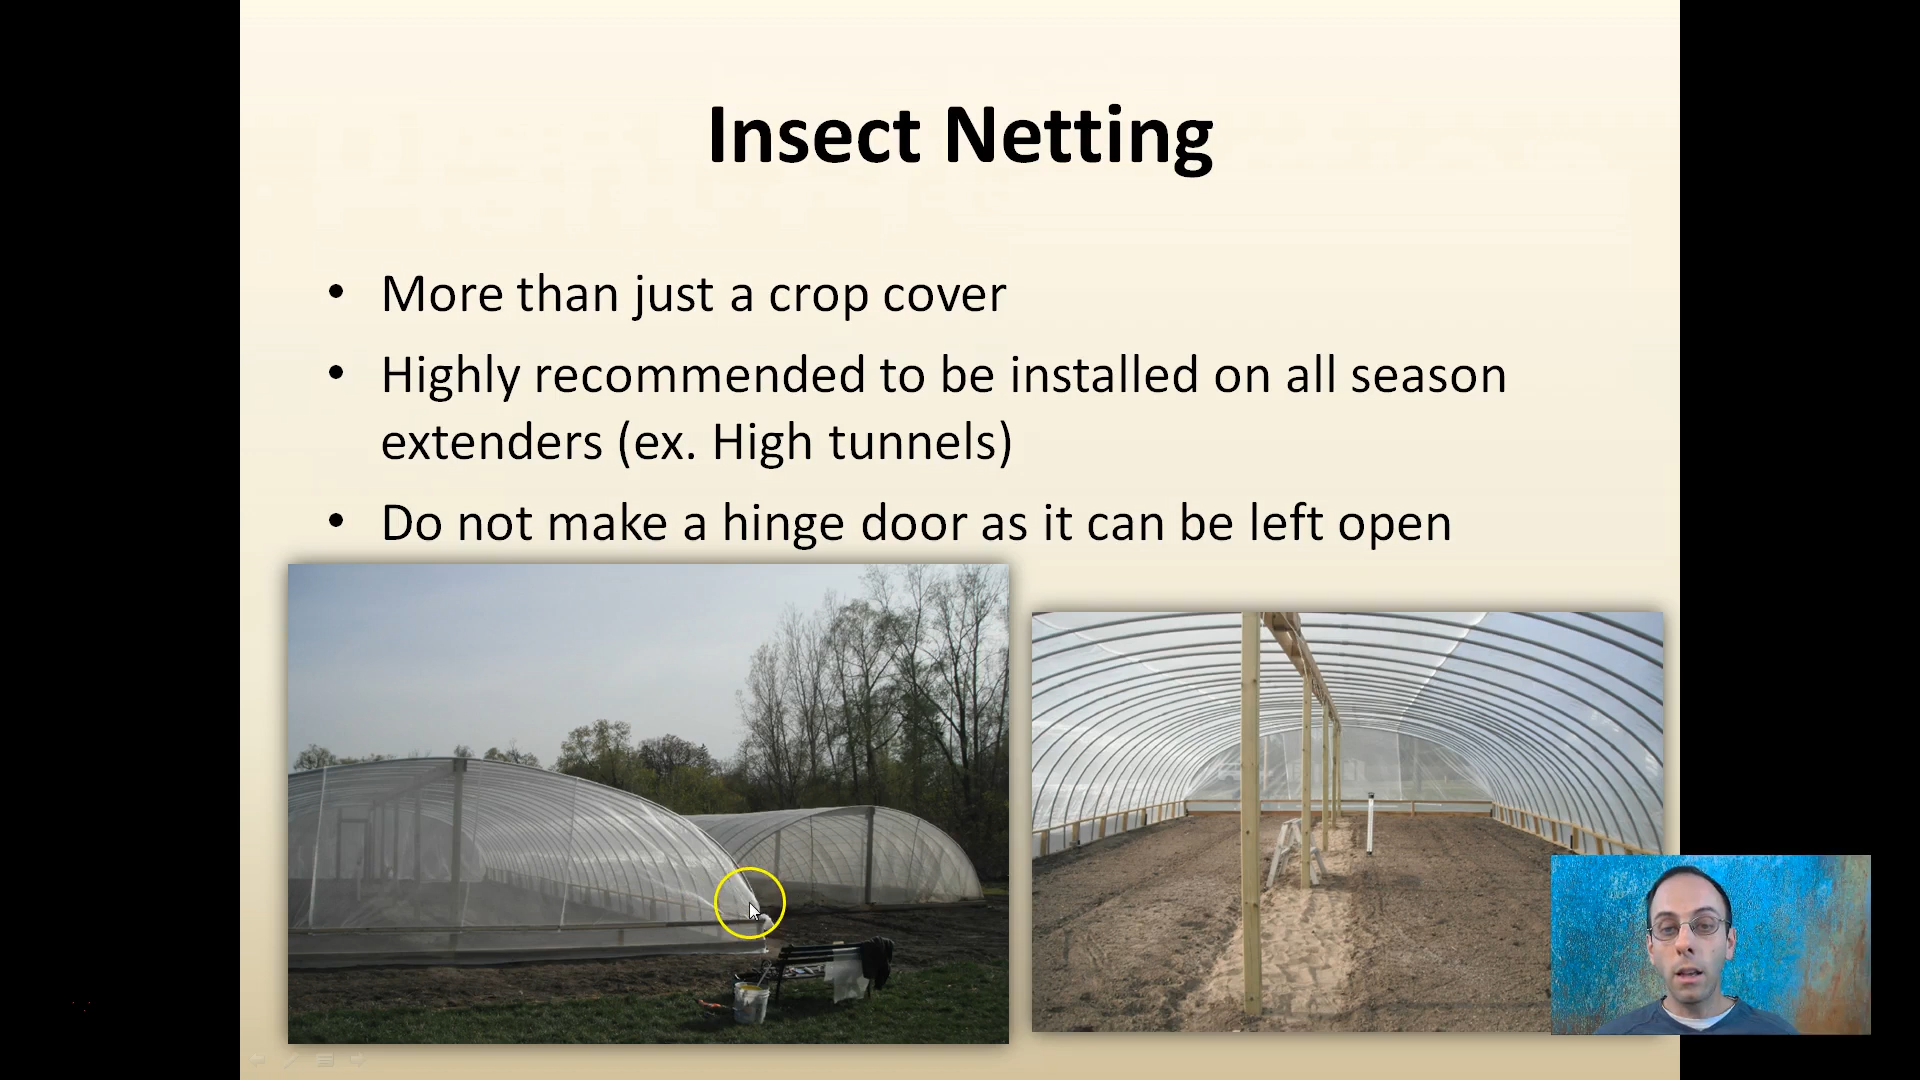 Insect Netting
• More than just a crop cover
• Highly recommended to be installed on all season
extenders (ex. High tunnels)
• Do not make a hinge door as it can be left open